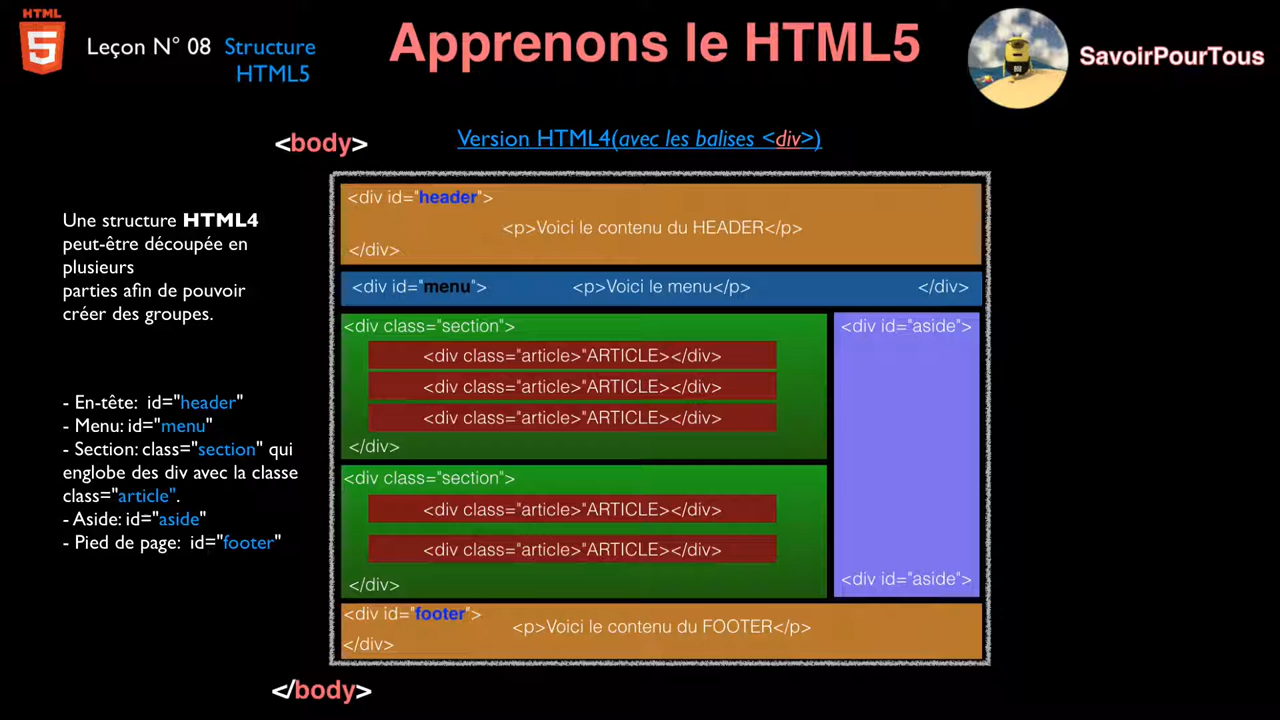 HTML
5
Leçon N° 08 Structure
HTML5
Apprenons le HTML5
SavoirPourTous
<body>
Version HTML4(avec les balises <div>)
Une structure HTML4
peut-être découpée en
plusieurs
parties afin de pouvoir
créer des groupes.
- En-tête: id="header"
- Menu: id="menu"
- Section: class="section" qui
englobe des div avec la classe
class="article".
- Aside: id="aside"
- Pied de page: id="footer"
<div id="header">
<p>Voici le contenu du HEADER</p>
</div>
<div id="menu"> <p>Voici le menu</p> </div>
<div class="section">
<div class="article>"ARTICLE></div>
<div class="article>"ARTICLE></div>
<div class="article>"ARTICLE></div>
</div>
<div class="section">
<div class="article>"ARTICLE></div>
<div class="article>"ARTICLE></div>
</div>
<div id="aside">
<div id="aside">
<div id="footer">
<p>Voici le contenu du FOOTER</p>
</div>
</body>